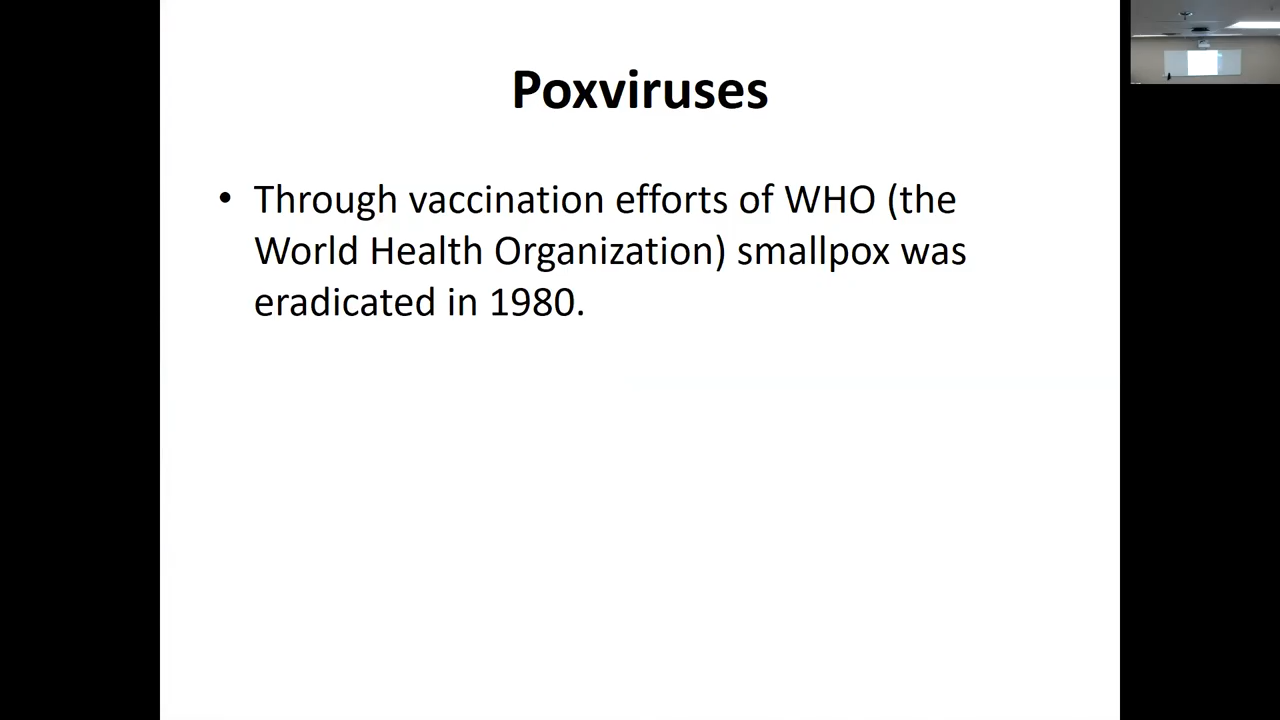 Poxviruses
• Through vaccination efforts of WHO (the
World Health Organization) smallpox was
eradicated in 1980.